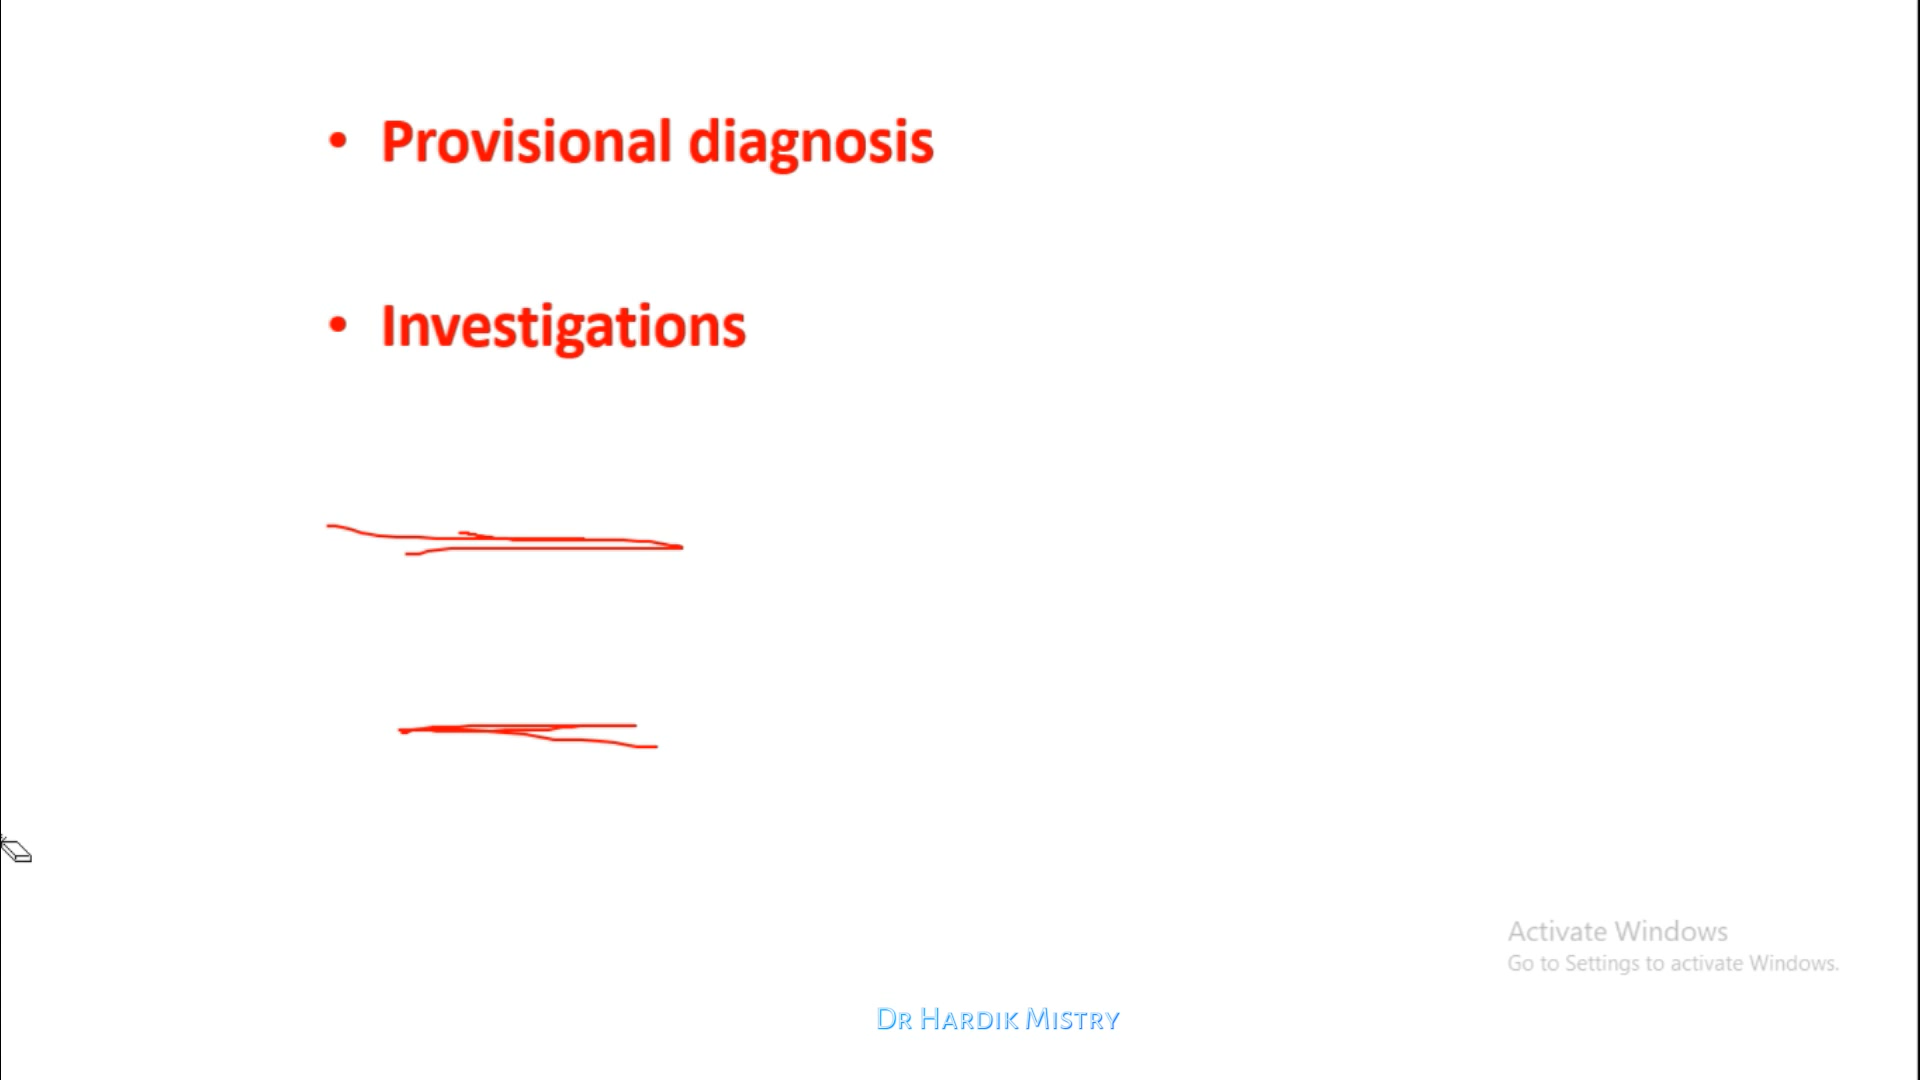 • Provisional diagnosis
• Investigations
Activate Windows
Go to Settings to activate Windows.
Dr Hardik Mistry